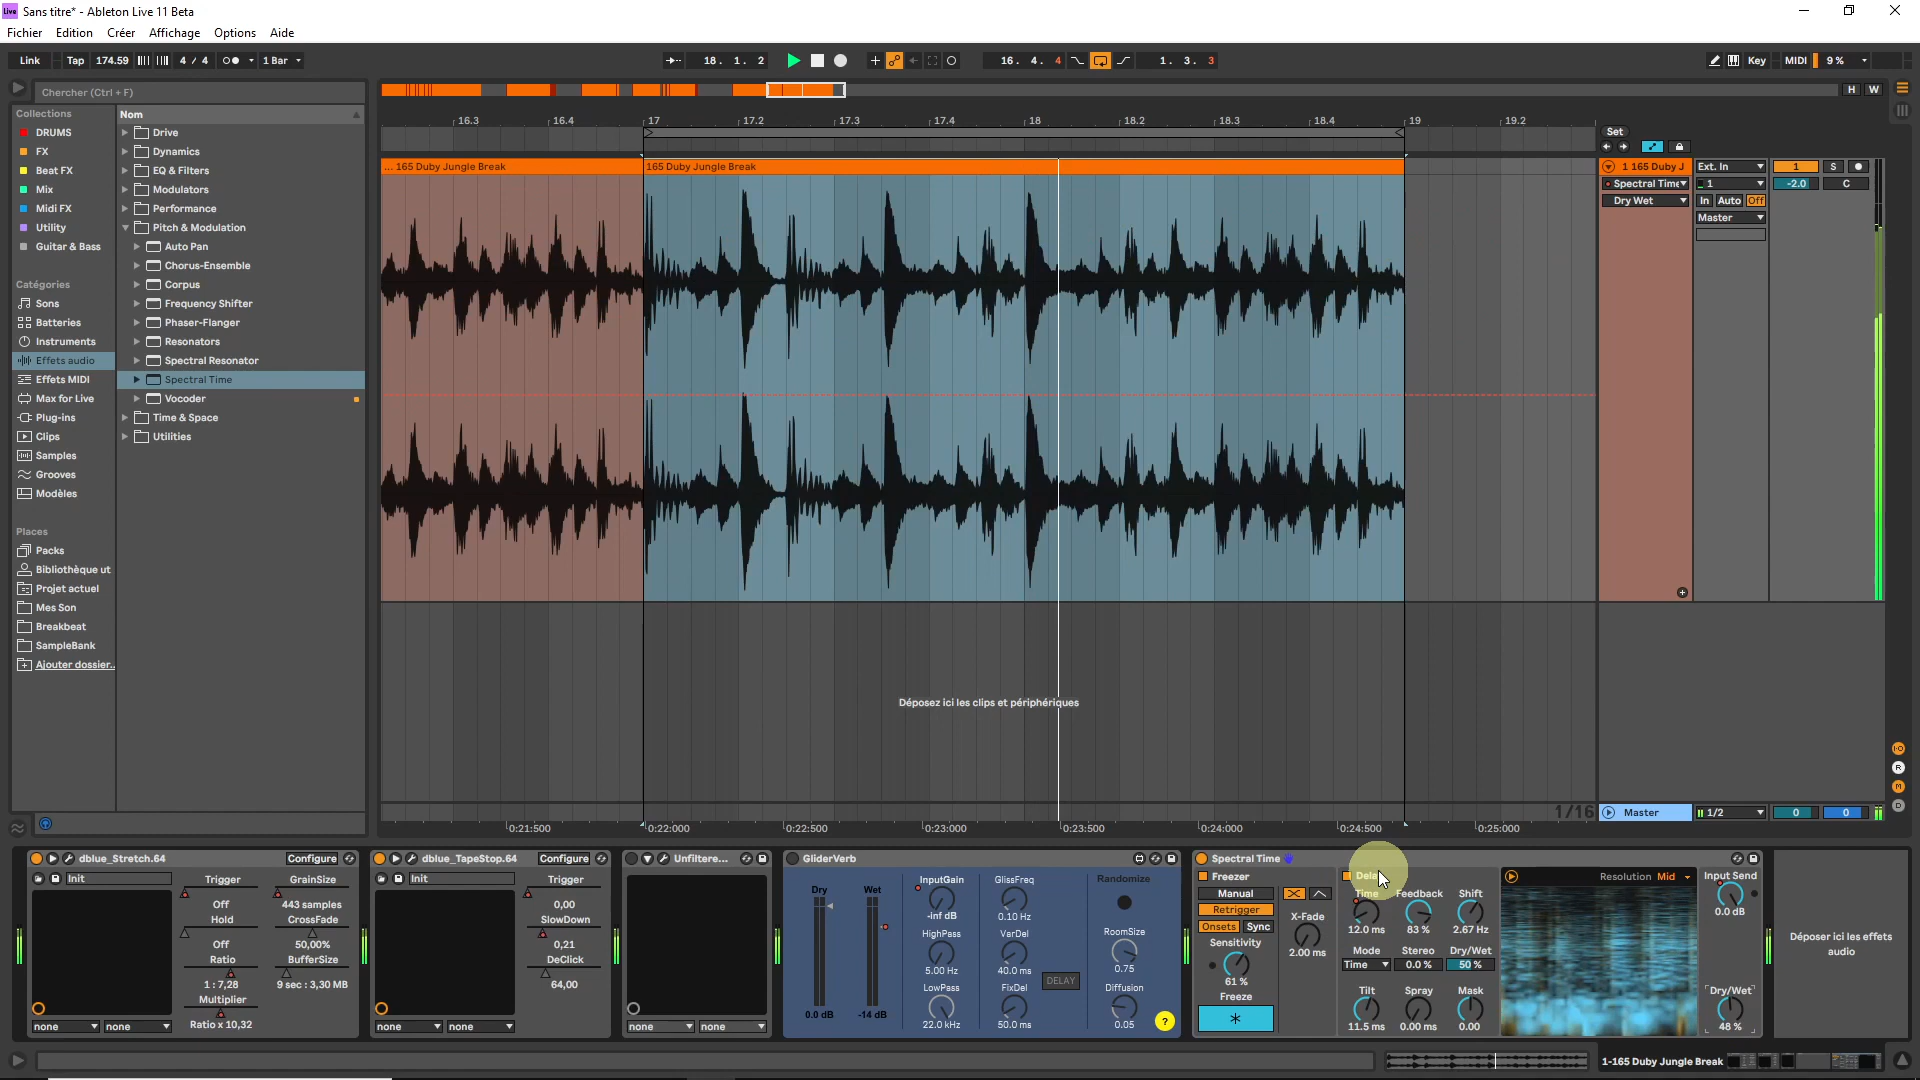 Live Sans titre* - Ableton Live 11 Beta
Fichier Edition Créer Affichage Options Aide
Link Tap 174.59 4 / 4 1 Bar 18. 1. 2 16. 4. 4 1. 3. 3 Key MIDI 9 %
Chercher (Ctrl + F)
H W
Collections
DRUMS
FX
Beat FX
Mix
Midi FX
Utility
Guitar & Bass
Catégories
Sons
Batteries
Instruments
Effets audio
Effets MIDI
Max for Live
Plug-ins
Clips
Samples
Grooves
Modèles
Places
Packs
Bibliothèque ut
Projet actuel
Mes Son
Breakbeat
SampleBank
Ajouter dossier..
Nom
Drive
Dynamics
EQ & Filters
Modulators
Performance
Pitch & Modulation
Auto Pan
Chorus-Ensemble
Corpus
Frequency Shifter
Phaser-Flanger
Resonators
Spectral Resonator
Spectral Time
Vocoder
Time & Space
Utilities
16.3 16.4 17 17.2 17.3 17.4 18 18.2 18.3 18.4 19 19.2
Set
... 165 Duby Jungle Break
165 Duby Jungle Break
1 165 Duby J Ext. In 1 S
Spectral Time 1 -2.0 C
Dry Wet In Auto Off
Master
Déposez ici les clips et périphériques
1/16
Master 1/2 0 0
I·O
R
M
D
0:21:500 0:22:000 0:22:500 0:23:000 0:23:500 0:24:000 0:24:500 0:25:000
dblue_Stretch.64 Configure
Init
Trigger GrainSize
Off 443 samples
Hold CrossFade
Off 50,00%
Ratio BufferSize
1 : 7,28 9 sec : 3,30 MB
Multiplier
Ratio x 10,32
none none
dblue_TapeStop.64 Configure
Init
Trigger
0,00
SlowDown
0,21
DeClick
64,00
none none
Unfiltere...
none none
GliderVerb
Dry Wet
0.0 dB -14 dB
InputGain GlissFreq Randomize
-inf dB 0.10 Hz
HighPass VarDel RoomSize
5.00 Hz 40.0 ms DELAY 0.75
LowPass FixDel Diffusion
22.0 kHz 50.0 ms 0.05
?
Spectral Time
Freezer
Manual
Retrigger
Onsets Sync
Sensitivity
61 %
Freeze
X-Fade
2.00 ms
Time Feedback Shift
12.0 ms 83 % 2.67 Hz
Mode Stereo Dry/Wet
Time 0.0 % 50 %
Tilt Spray Mask
11.5 ms 0.00 ms 0.00
Resolution Mid
Input Send
0.0 dB
Dry/Wet
48 %
Déposer ici les effets
audio
1-165 Duby Jungle Break